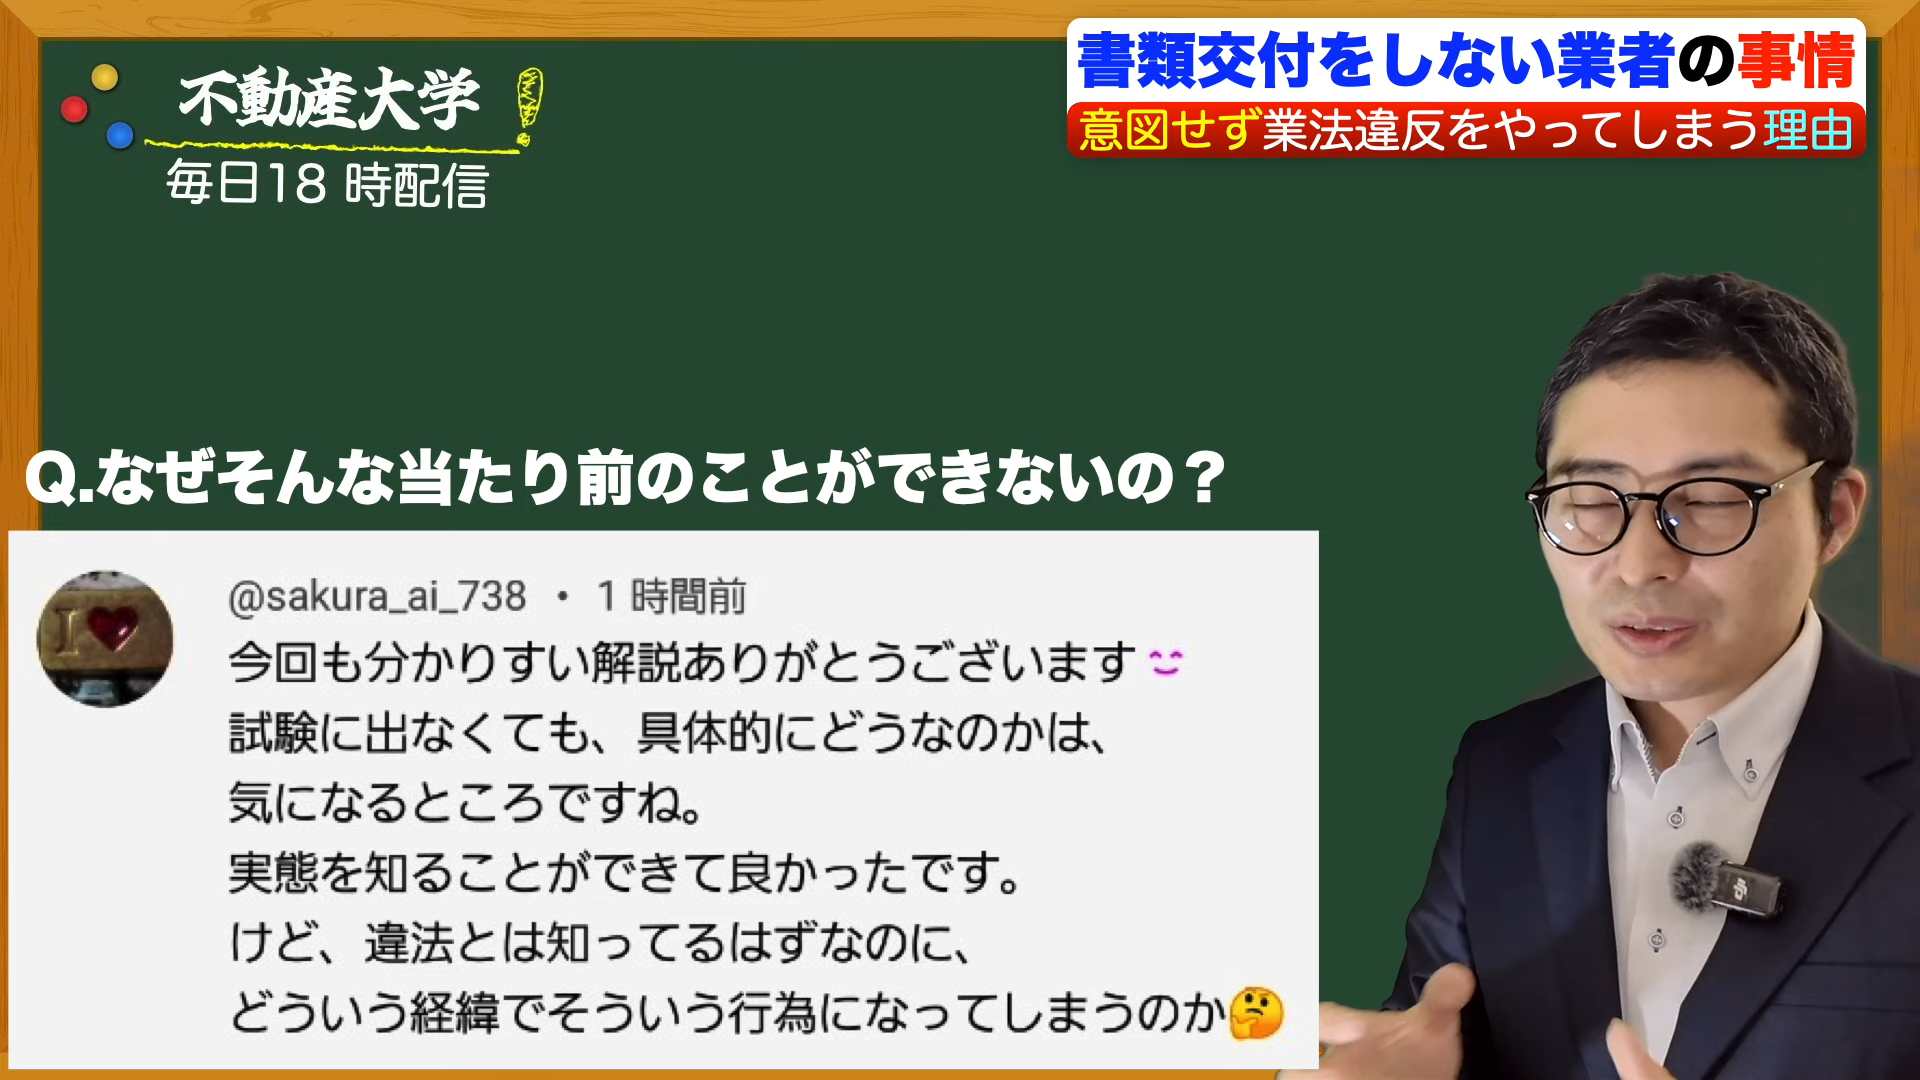 不動産大学!
毎日18時配信
書類交付をしない業者の事情
意図せず業法違反をやってしまう理由
Q.なぜそんな当たり前のことができないの？
I
@sakura_ai_738 ・ 1 時間前
今回も分かりすい解説ありがとうございます
試験に出なくても、具体的にどうなのかは、
気になるところですね。
実態を知ることができて良かったです。
けど、違法とは知ってるはずなのに、
どういう経緯でそういう行為になってしまうのか🤔
dji